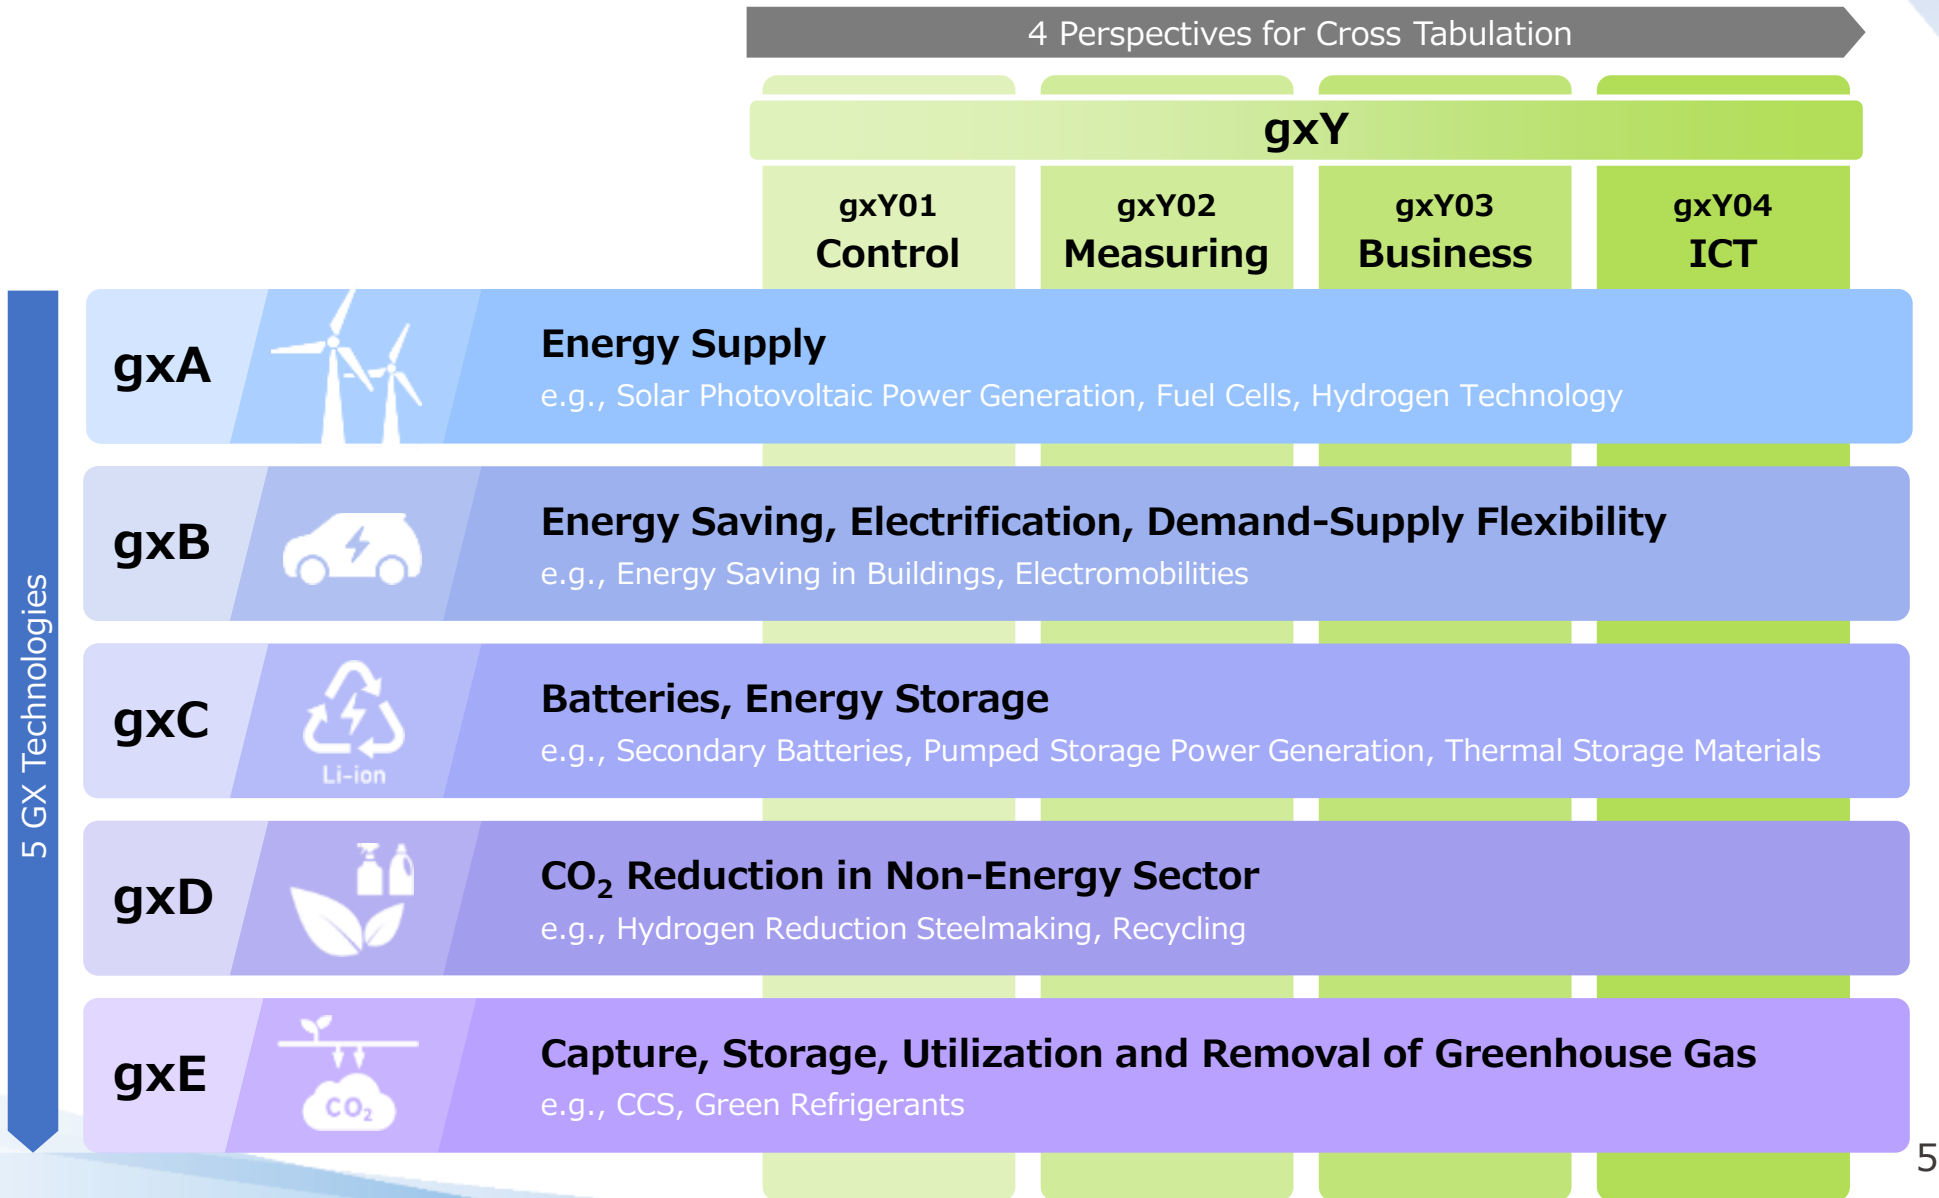 4 Perspectives for Cross Tabulation
gxY
gxY01
Control
gxY02
Measuring
gxY03
Business
gxY04
ICT
5 GX Technologies
gxA
Energy Supply
e.g., Solar Photovoltaic Power Generation, Fuel Cells, Hydrogen Technology
gxB
Energy Saving, Electrification, Demand-Supply Flexibility
e.g., Energy Saving in Buildings, Electromobilities
gxC
Li-ion
Batteries, Energy Storage
e.g., Secondary Batteries, Pumped Storage Power Generation, Thermal Storage Materials
gxD
CO₂ Reduction in Non-Energy Sector
e.g., Hydrogen Reduction Steelmaking, Recycling
gxE
CO₂
Capture, Storage, Utilization and Removal of Greenhouse Gas
e.g., CCS, Green Refrigerants
5